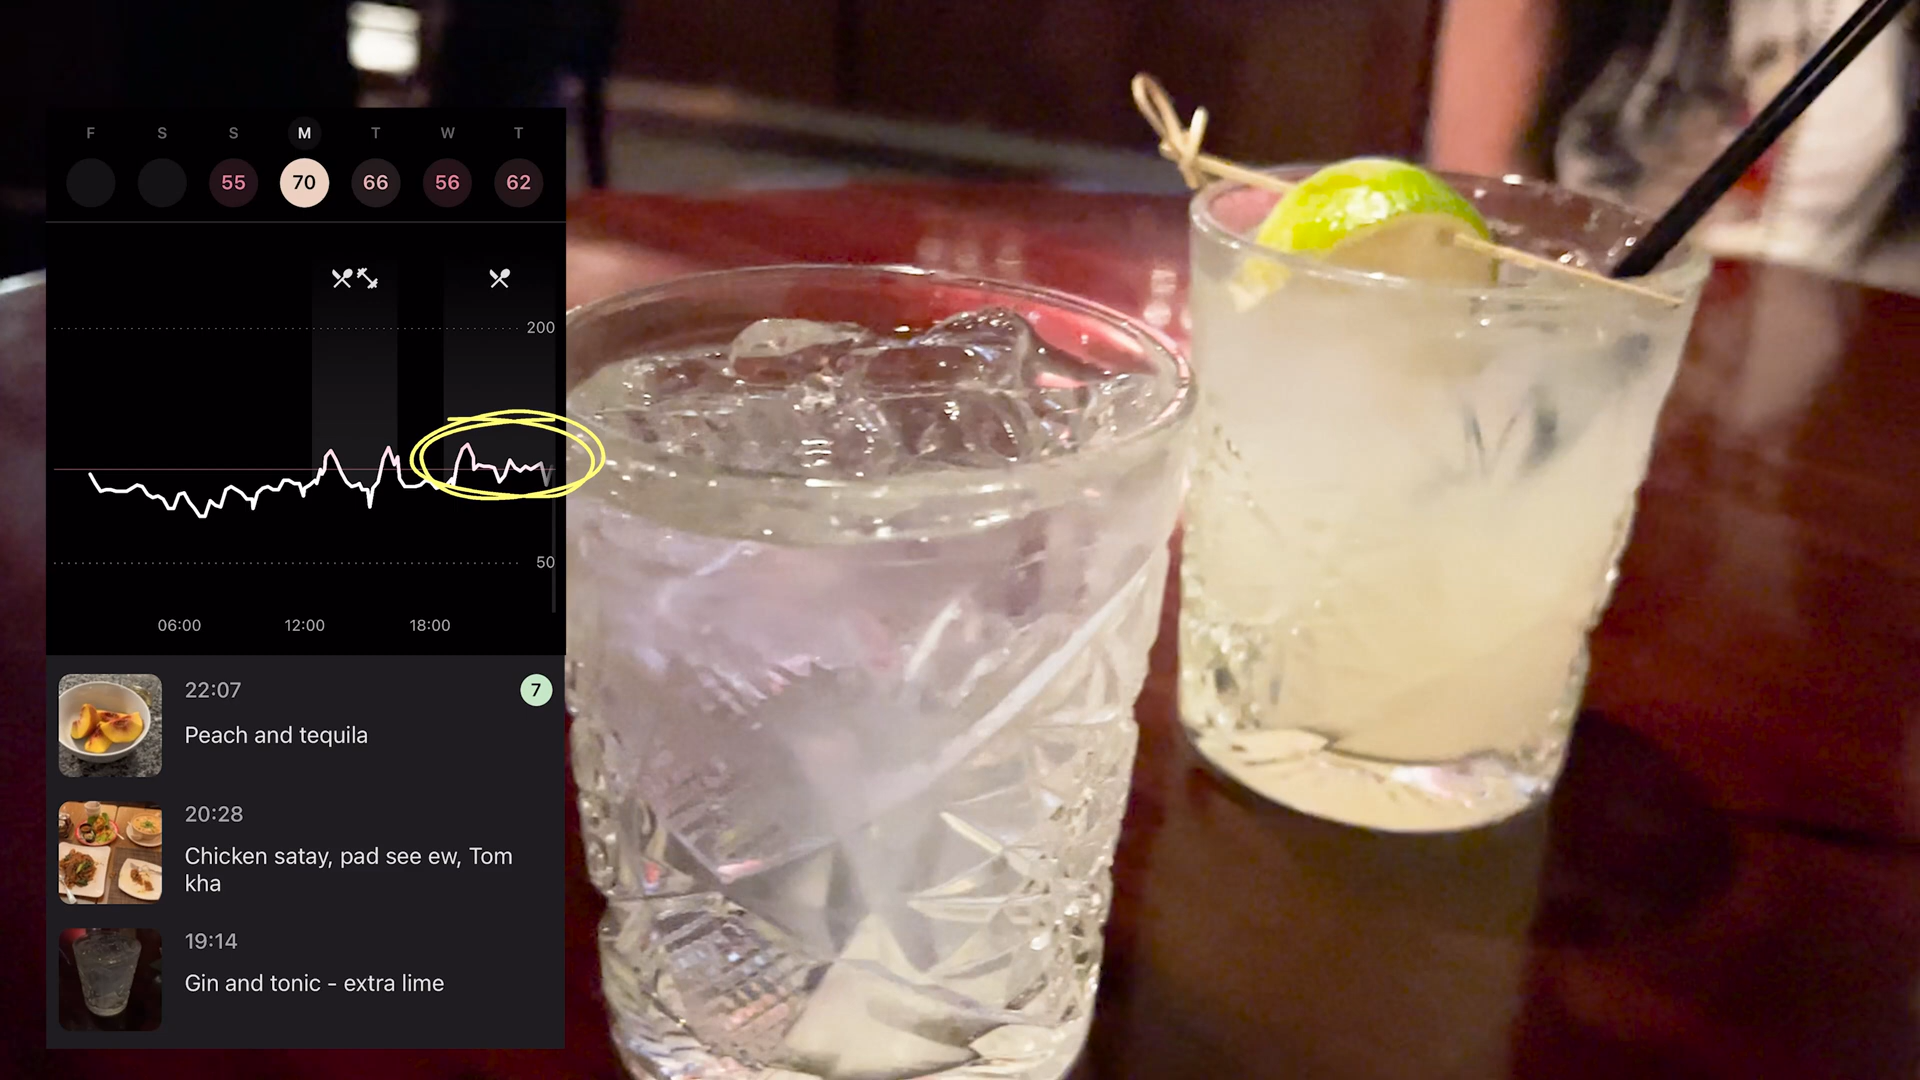 F S S M T W T
55 70 66 56 62
200
50
06:00 12:00 18:00
22:07
7
Peach and tequila
20:28
Chicken satay, pad see ew, Tom
kha
19:14
Gin and tonic - extra lime